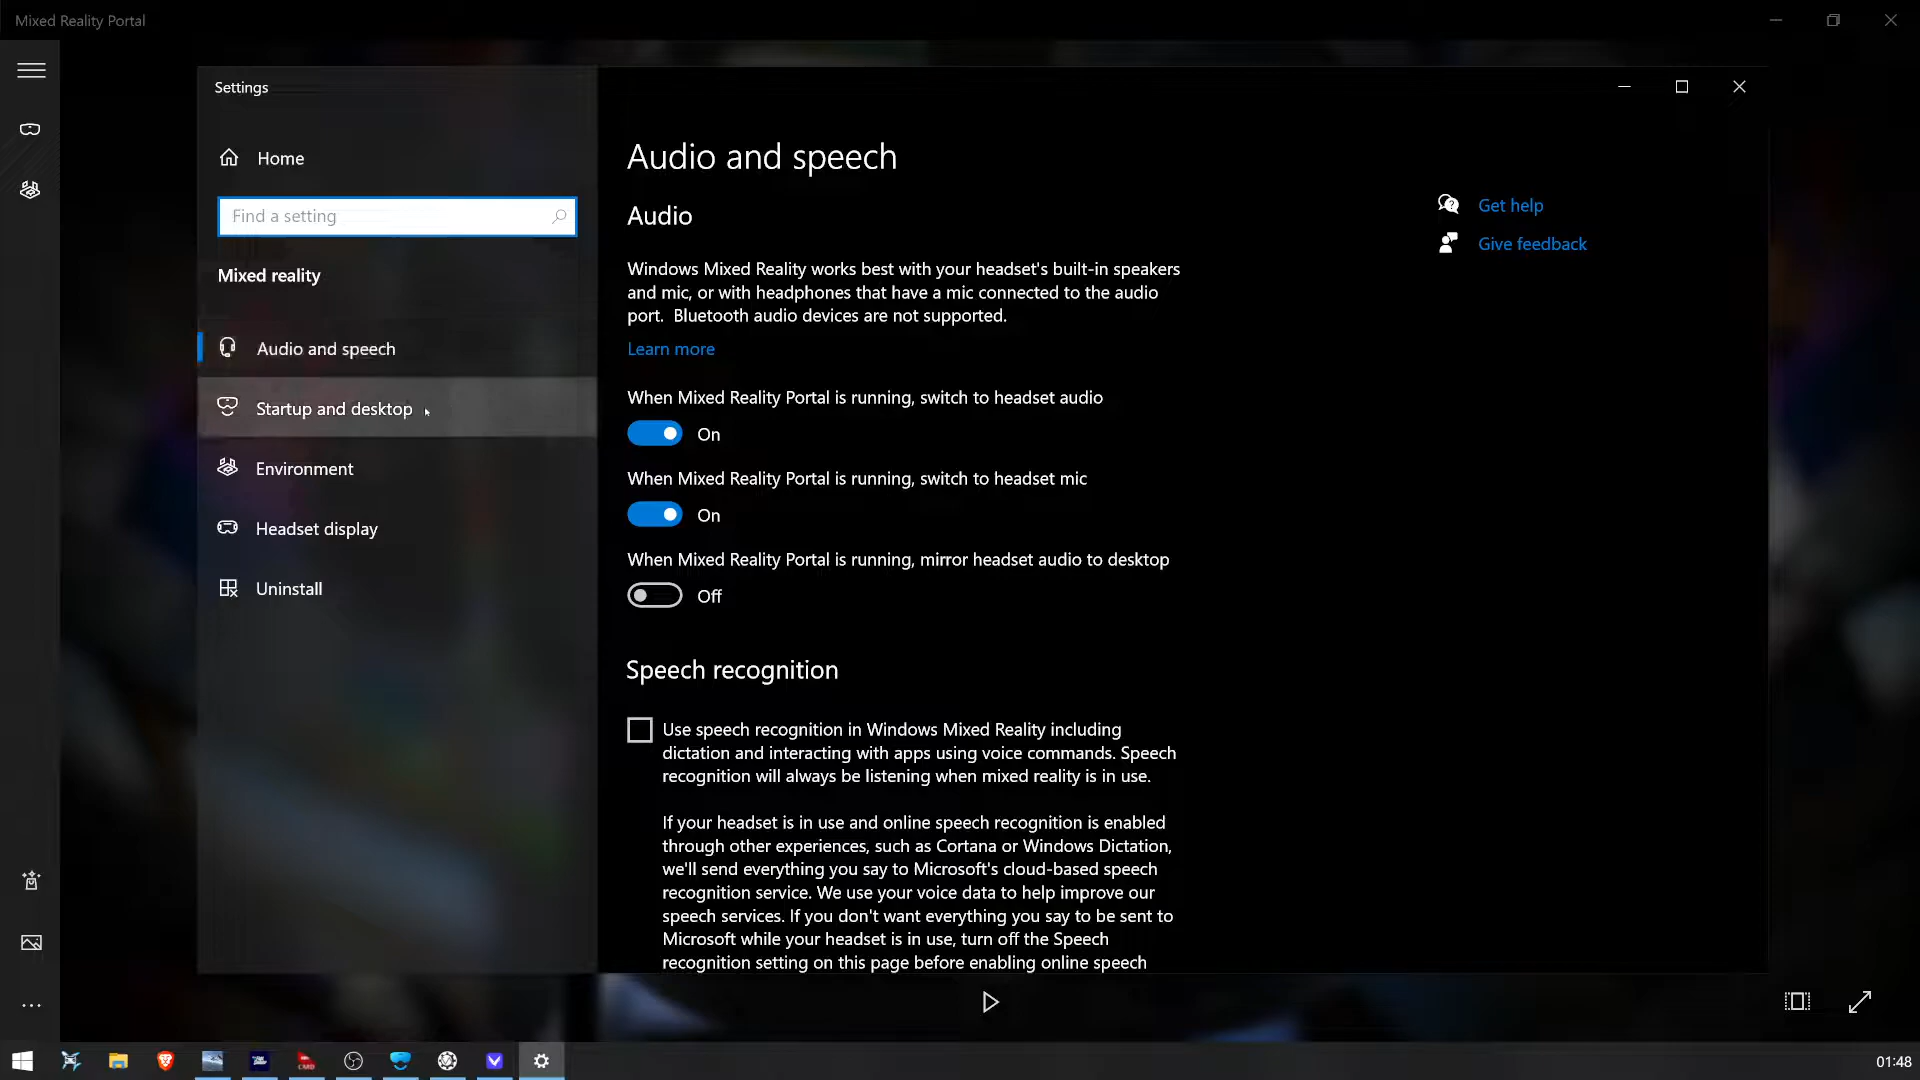 Mixed Reality Portal
Settings
Home
Find a setting
Mixed reality
Audio and speech
Startup and desktop
Environment
Headset display
Uninstall
Audio and speech
Audio
Windows Mixed Reality works best with your headset's built-in speakers
and mic, or with headphones that have a mic connected to the audio
port.  Bluetooth audio devices are not supported.
Learn more
When Mixed Reality Portal is running, switch to headset audio
On
When Mixed Reality Portal is running, switch to headset mic
On
When Mixed Reality Portal is running, mirror headset audio to desktop
Off
Speech recognition
Use speech recognition in Windows Mixed Reality including
dictation and interacting with apps using voice commands. Speech
recognition will always be listening when mixed reality is in use.
If your headset is in use and online speech recognition is enabled
through other experiences, such as Cortana or Windows Dictation,
we'll send everything you say to Microsoft's cloud-based speech
recognition service. We use your voice data to help improve our
speech services. If you don't want everything you say to be sent to
Microsoft while your headset is in use, turn off the Speech
recognition setting on this page before enabling online speech
Get help
Give feedback
CMD
01:48